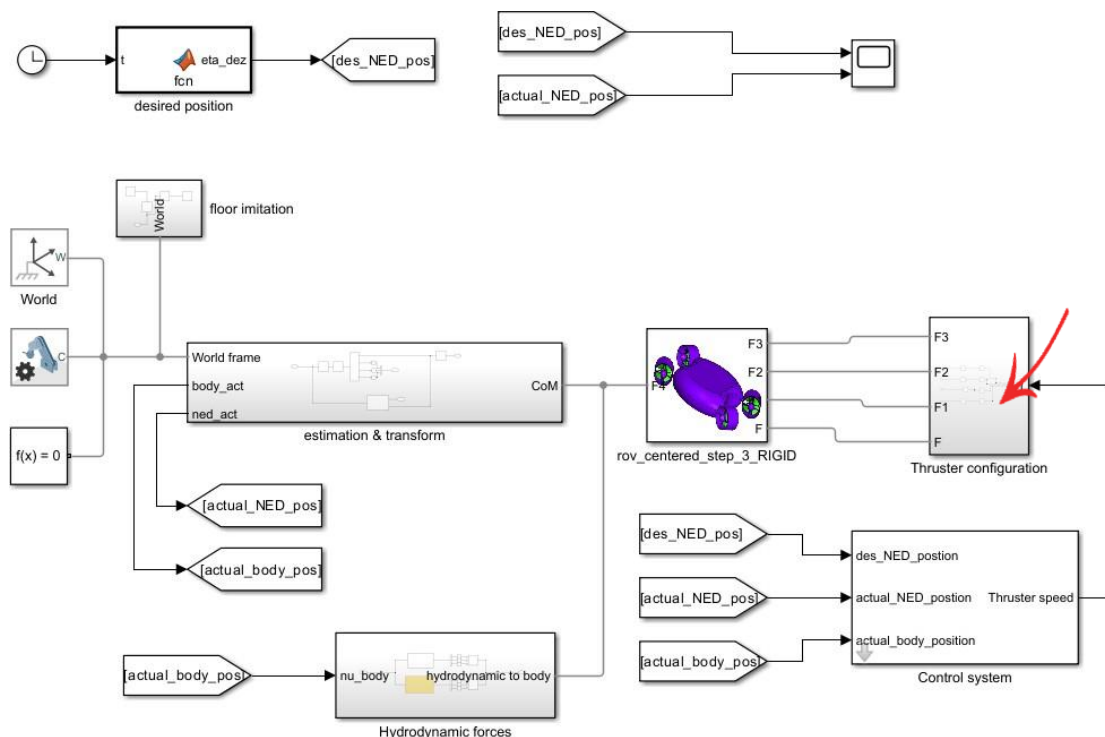 t
eta_dez
fcn
desired position
[des_NED_pos]
[des_NED_pos]
[actual_NED_pos]
World
floor imitation
W
World
C
f(x) = 0
World frame
body_act
ned_act
CoM
estimation & transform
[actual_NED_pos]
[actual_body_pos]
[actual_body_pos]
nu_body
hydrodynamic to body
Hydrodynamic forces
F4
F3
F2
F
rov_centered_step_3_RIGID
F3
F2
F1
F
Thruster configuration
[des_NED_pos]
[actual_NED_pos]
[actual_body_pos]
des_NED_postion
actual_NED_postion
actual_body_position
Thruster speed
Control system